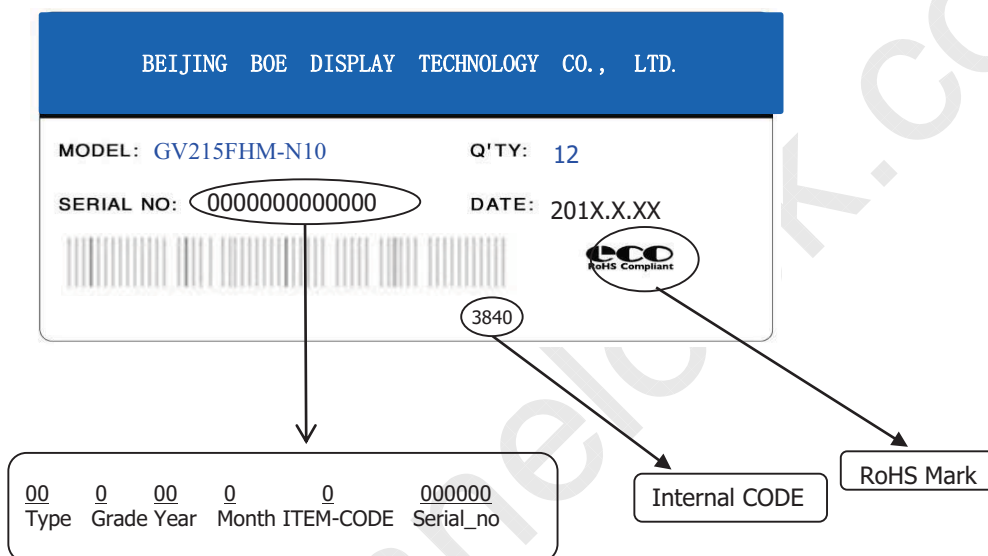 BEIJING BOE DISPLAY TECHNOLOGY CO., LTD.
MODEL: GV215FHM-N10 Q'TY: 12
SERIAL NO: 0000000000000 DATE: 201X.X.XX
eco
RoHS Compliant
3840
00 0 00 0 0 000000
Type Grade Year Month ITEM-CODE Serial_no
Internal CODE
RoHS Mark